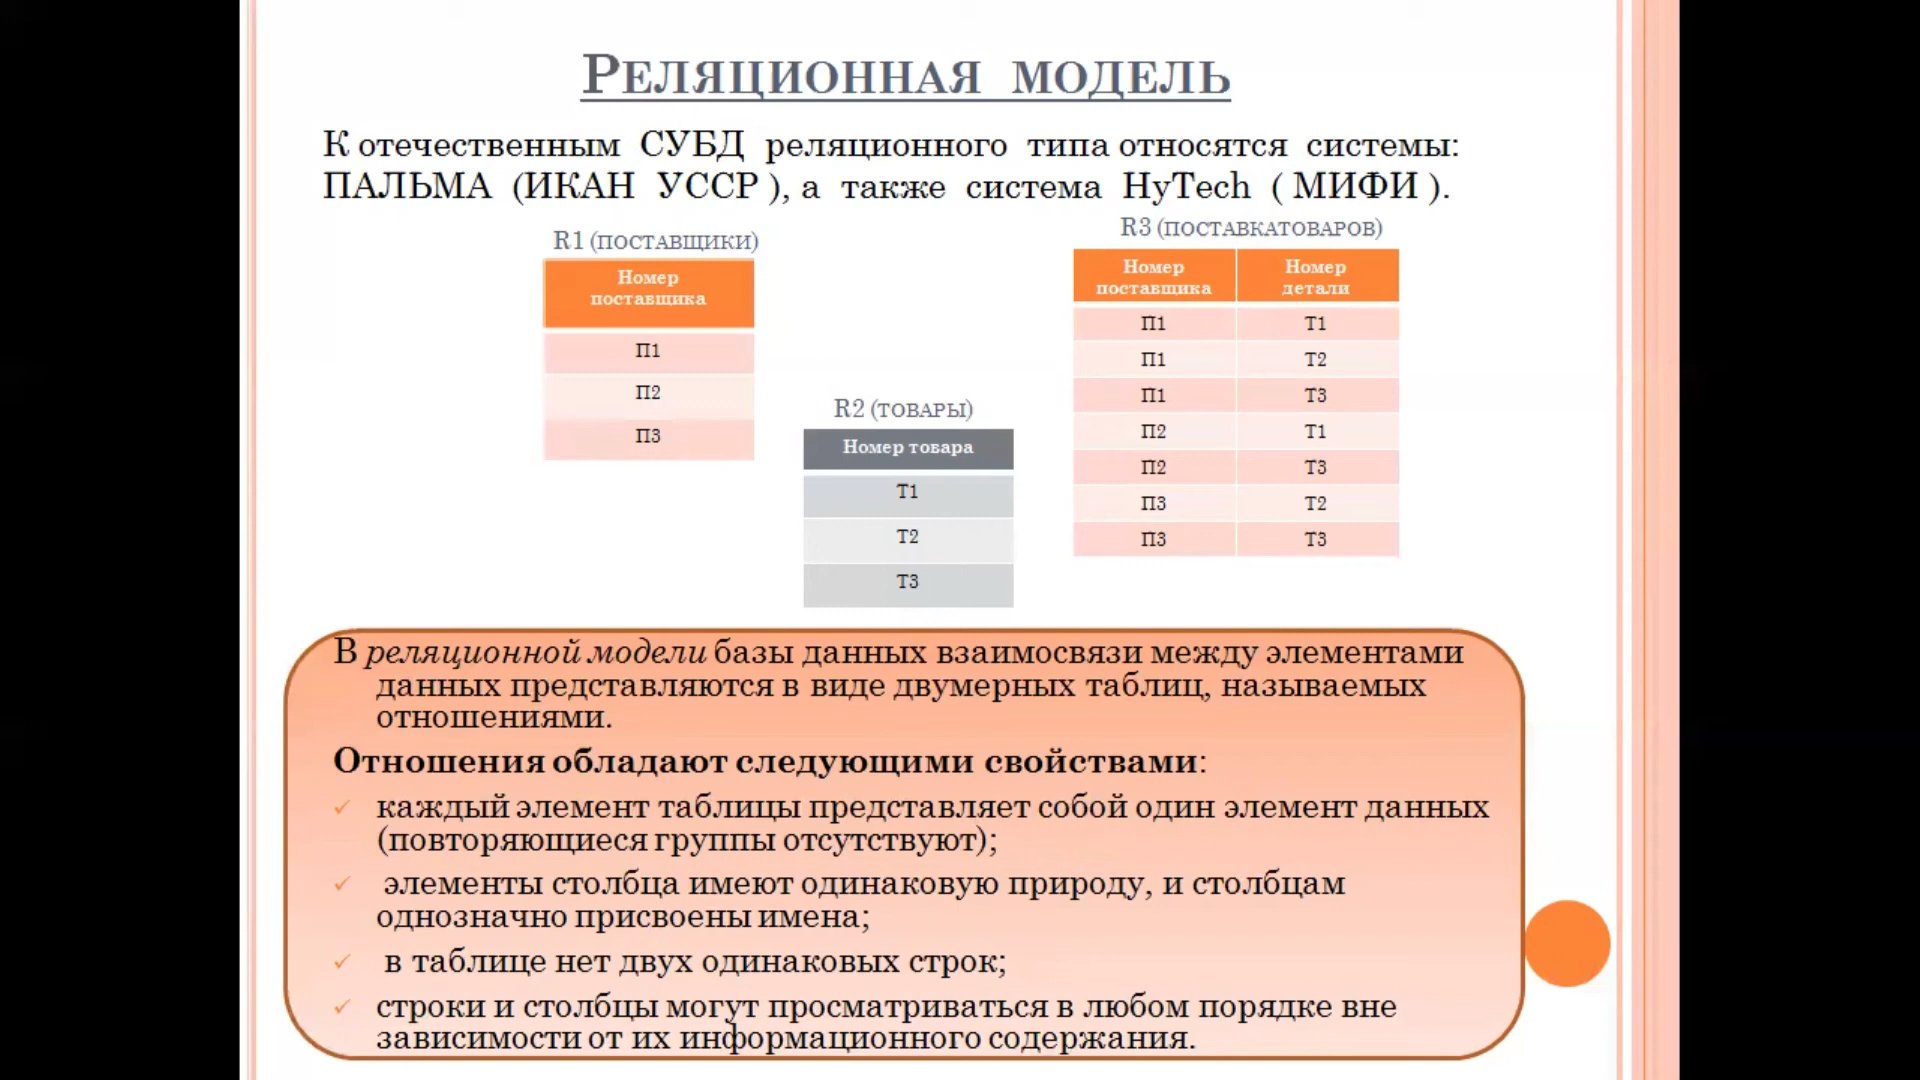 Реляционная модель
К отечественным СУБД реляционного типа относятся системы:
ПАЛЬМА (ИКАН УССР ), а также система HyTech ( МИФИ ).
R1 (поставщики)
Номер
поставщика
П1
П2
П3
R2 (товары)
Номер товара
Т1
Т2
Т3
R3 (поставкатоваров)
Номер
поставщика
Номер
детали
П1 Т1
П1 Т2
П1 Т3
П2 Т1
П2 Т3
П3 Т2
П3 Т3
В реляционной модели базы данных взаимосвязи между элементами
данных представляются в виде двумерных таблиц, называемых
отношениями.
Отношения обладают следующими свойствами:
✓ каждый элемент таблицы представляет собой один элемент данных
(повторяющиеся группы отсутствуют);
✓ элементы столбца имеют одинаковую природу, и столбцам
однозначно присвоены имена;
✓ в таблице нет двух одинаковых строк;
✓ строки и столбцы могут просматриваться в любом порядке вне
зависимости от их информационного содержания.